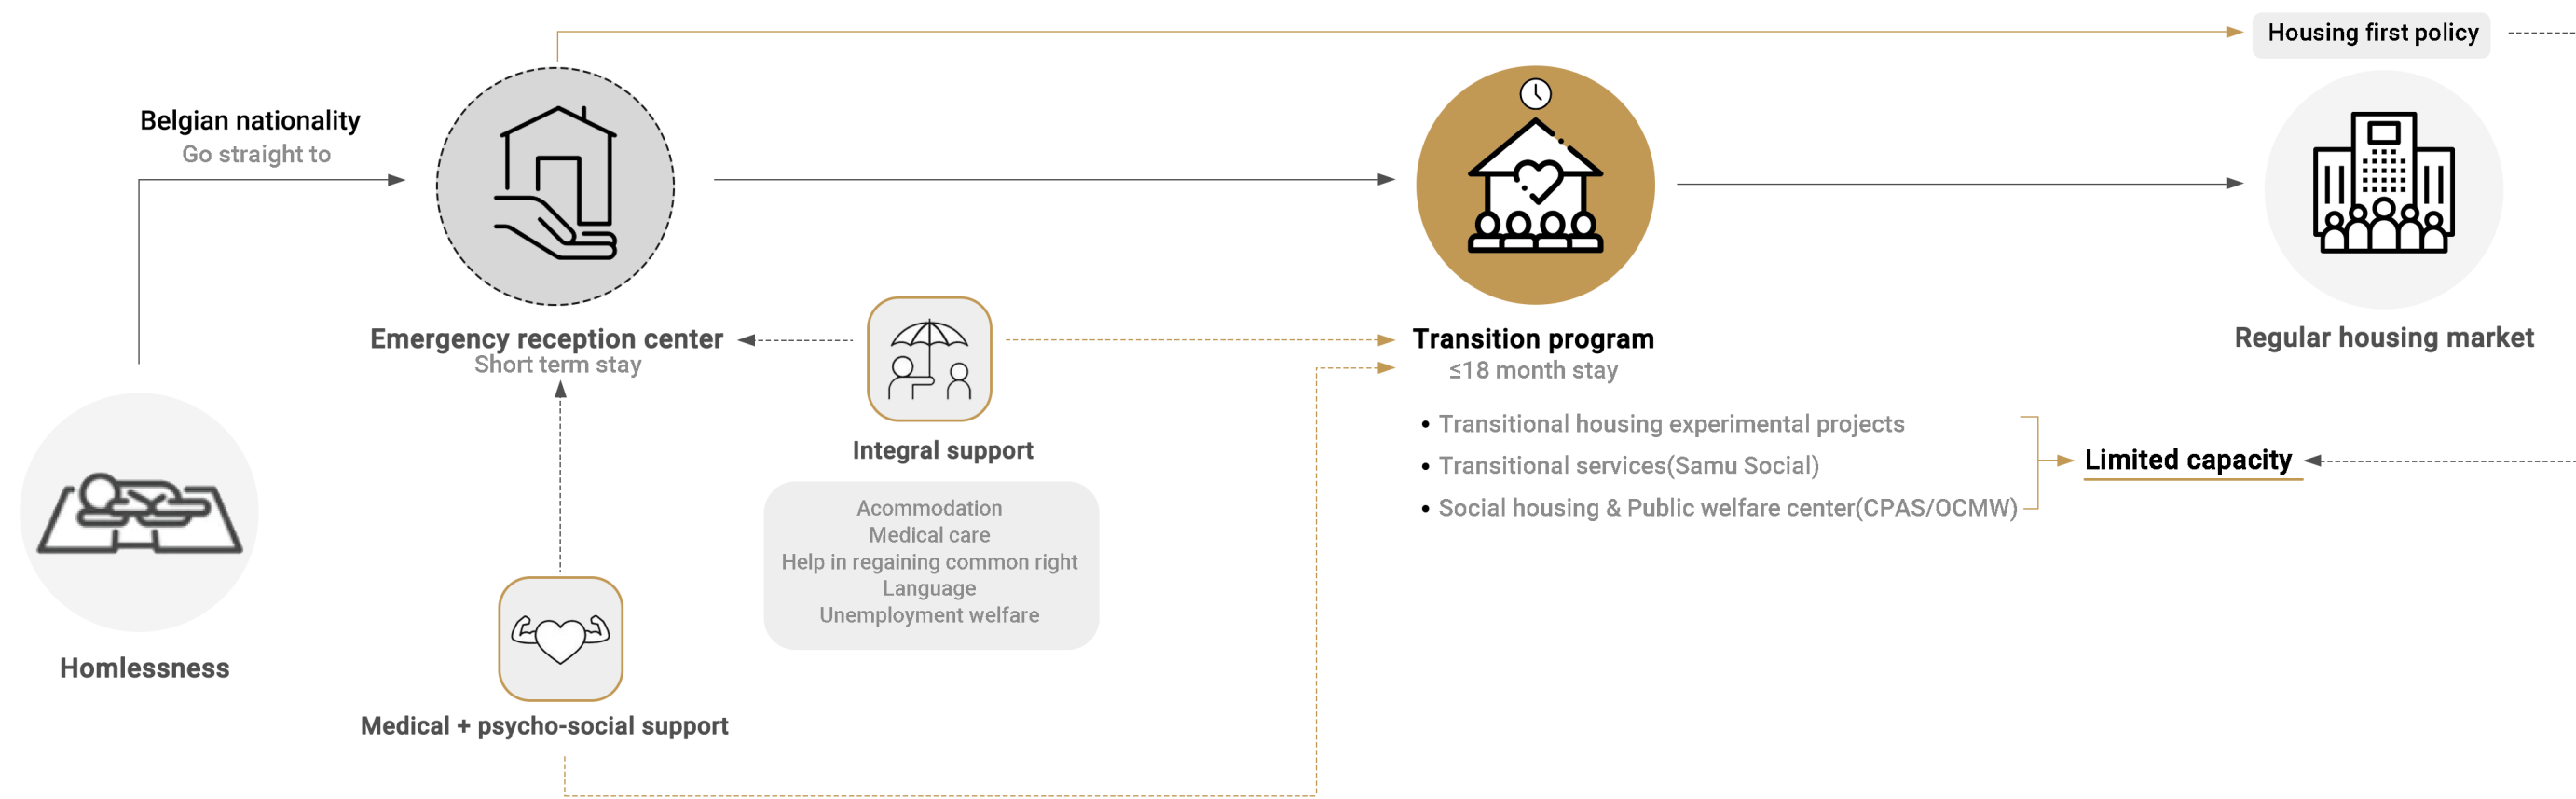 Housing first policy
Belgian nationality
Go straight to
Emergency reception center
Short term stay
Transition program
≤18 month stay
Regular housing market
• Transitional housing experimental projects
• Transitional services(Samu Social)
• Social housing & Public welfare center(CPAS/OCMW)
Limited capacity
Integral support
Acommodation
Medical care
Help in regaining common right
Language
Unemployment welfare
Homlessness
Medical + psycho-social support